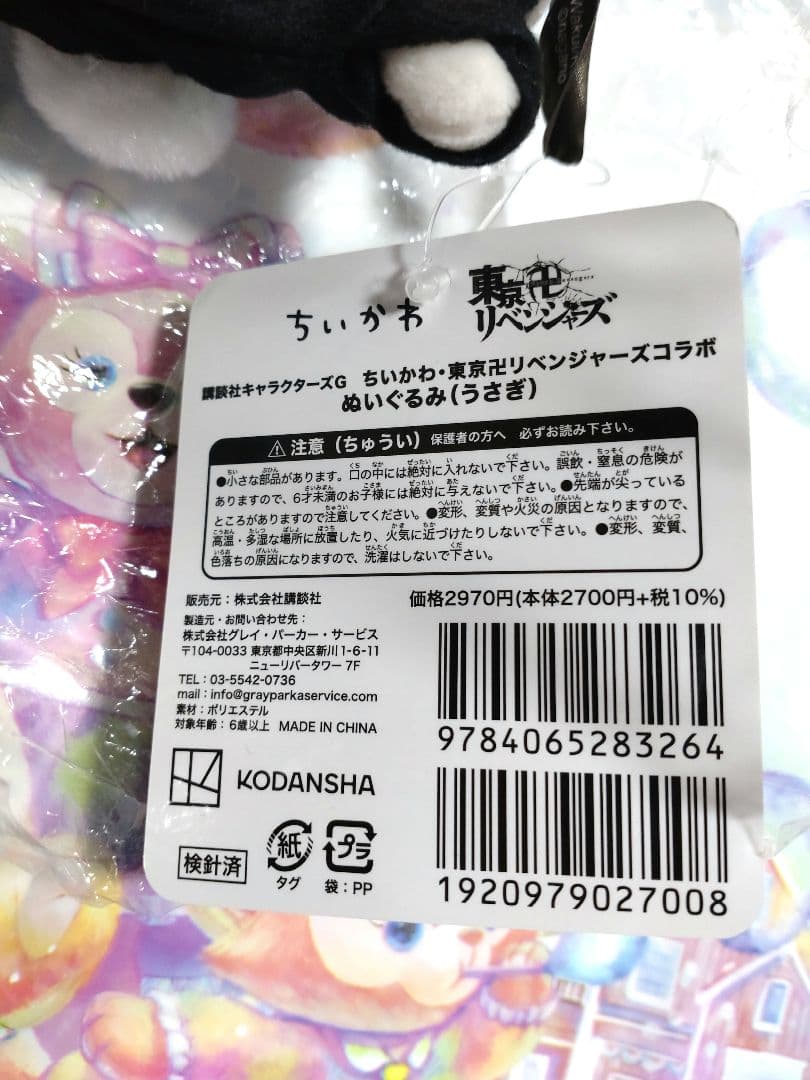 ちいかわ
東京卍リベンジャーズ
講談社キャラクターズG ちいかわ・東京卍リベンジャーズコラボ
ぬいぐるみ(うさぎ)
⚠注意(ちゅうい) 保護者の方へ 必ずお読み下さい。
●小さな部品があります。口の中には絶対に入れないで下さい。誤飲・窒息の危険が
ありますので、6才未満のお子様には絶対に与えないで下さい。●先端が尖っている
ところがありますので注意してください。●変形、変質や火災の原因となりますので、
高温・多湿な場所に放置したり、火気に近づけたりしないで下さい。●変形、変質、
色落ちの原因になりますので、洗濯はしないで下さい。
販売元:株式会社講談社
価格2970円(本体2700円+税10%)
製造元・お問い合わせ先:
株式会社グレイ・パーカー・サービス
〒104-0033 東京都中央区新川1-6-11
ニューリバータワー 7F
TEL:03-5542-0736
mail:info@grayparkaservice.com
素材:ポリエステル
対象年齢:6歳以上 MADE IN CHINA
9784065283264
KODANSHA
検針済
紙
タグ
プラ
袋:PP
1920979027008